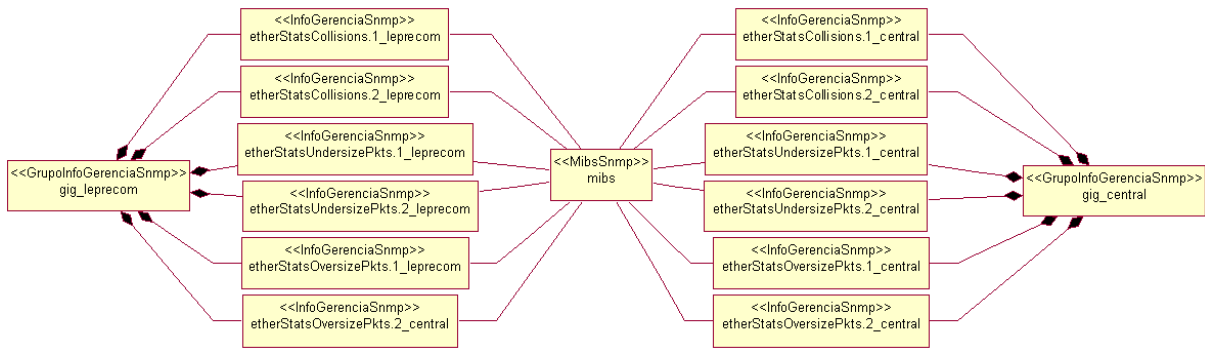 <<InfoGerenciaSnmp>>
etherStatsCollisions.1_leprecom
<<InfoGerenciaSnmp>>
etherStatsCollisions.2_leprecom
<<InfoGerenciaSnmp>>
etherStatsUndersizePkts.1_leprecom
<<GrupoInfoGerenciaSnmp>>
gig_leprecom
<<InfoGerenciaSnmp>>
etherStatsUndersizePkts.2_leprecom
<<InfoGerenciaSnmp>>
etherStatsOversizePkts.1_leprecom
<<InfoGerenciaSnmp>>
etherStatsOversizePkts.2_central
<<MibsSnmp>>
mibs
<<InfoGerenciaSnmp>>
etherStatsCollisions.1_central
<<InfoGerenciaSnmp>>
etherStatsCollisions.2_central
<<InfoGerenciaSnmp>>
etherStatsUndersizePkts.1_central
<<InfoGerenciaSnmp>>
etherStatsUndersizePkts.2_central
<<InfoGerenciaSnmp>>
etherStatsOversizePkts.1_central
<<InfoGerenciaSnmp>>
etherStatsOversizePkts.2_central
<<GrupoInfoGerenciaSnmp>>
gig_central